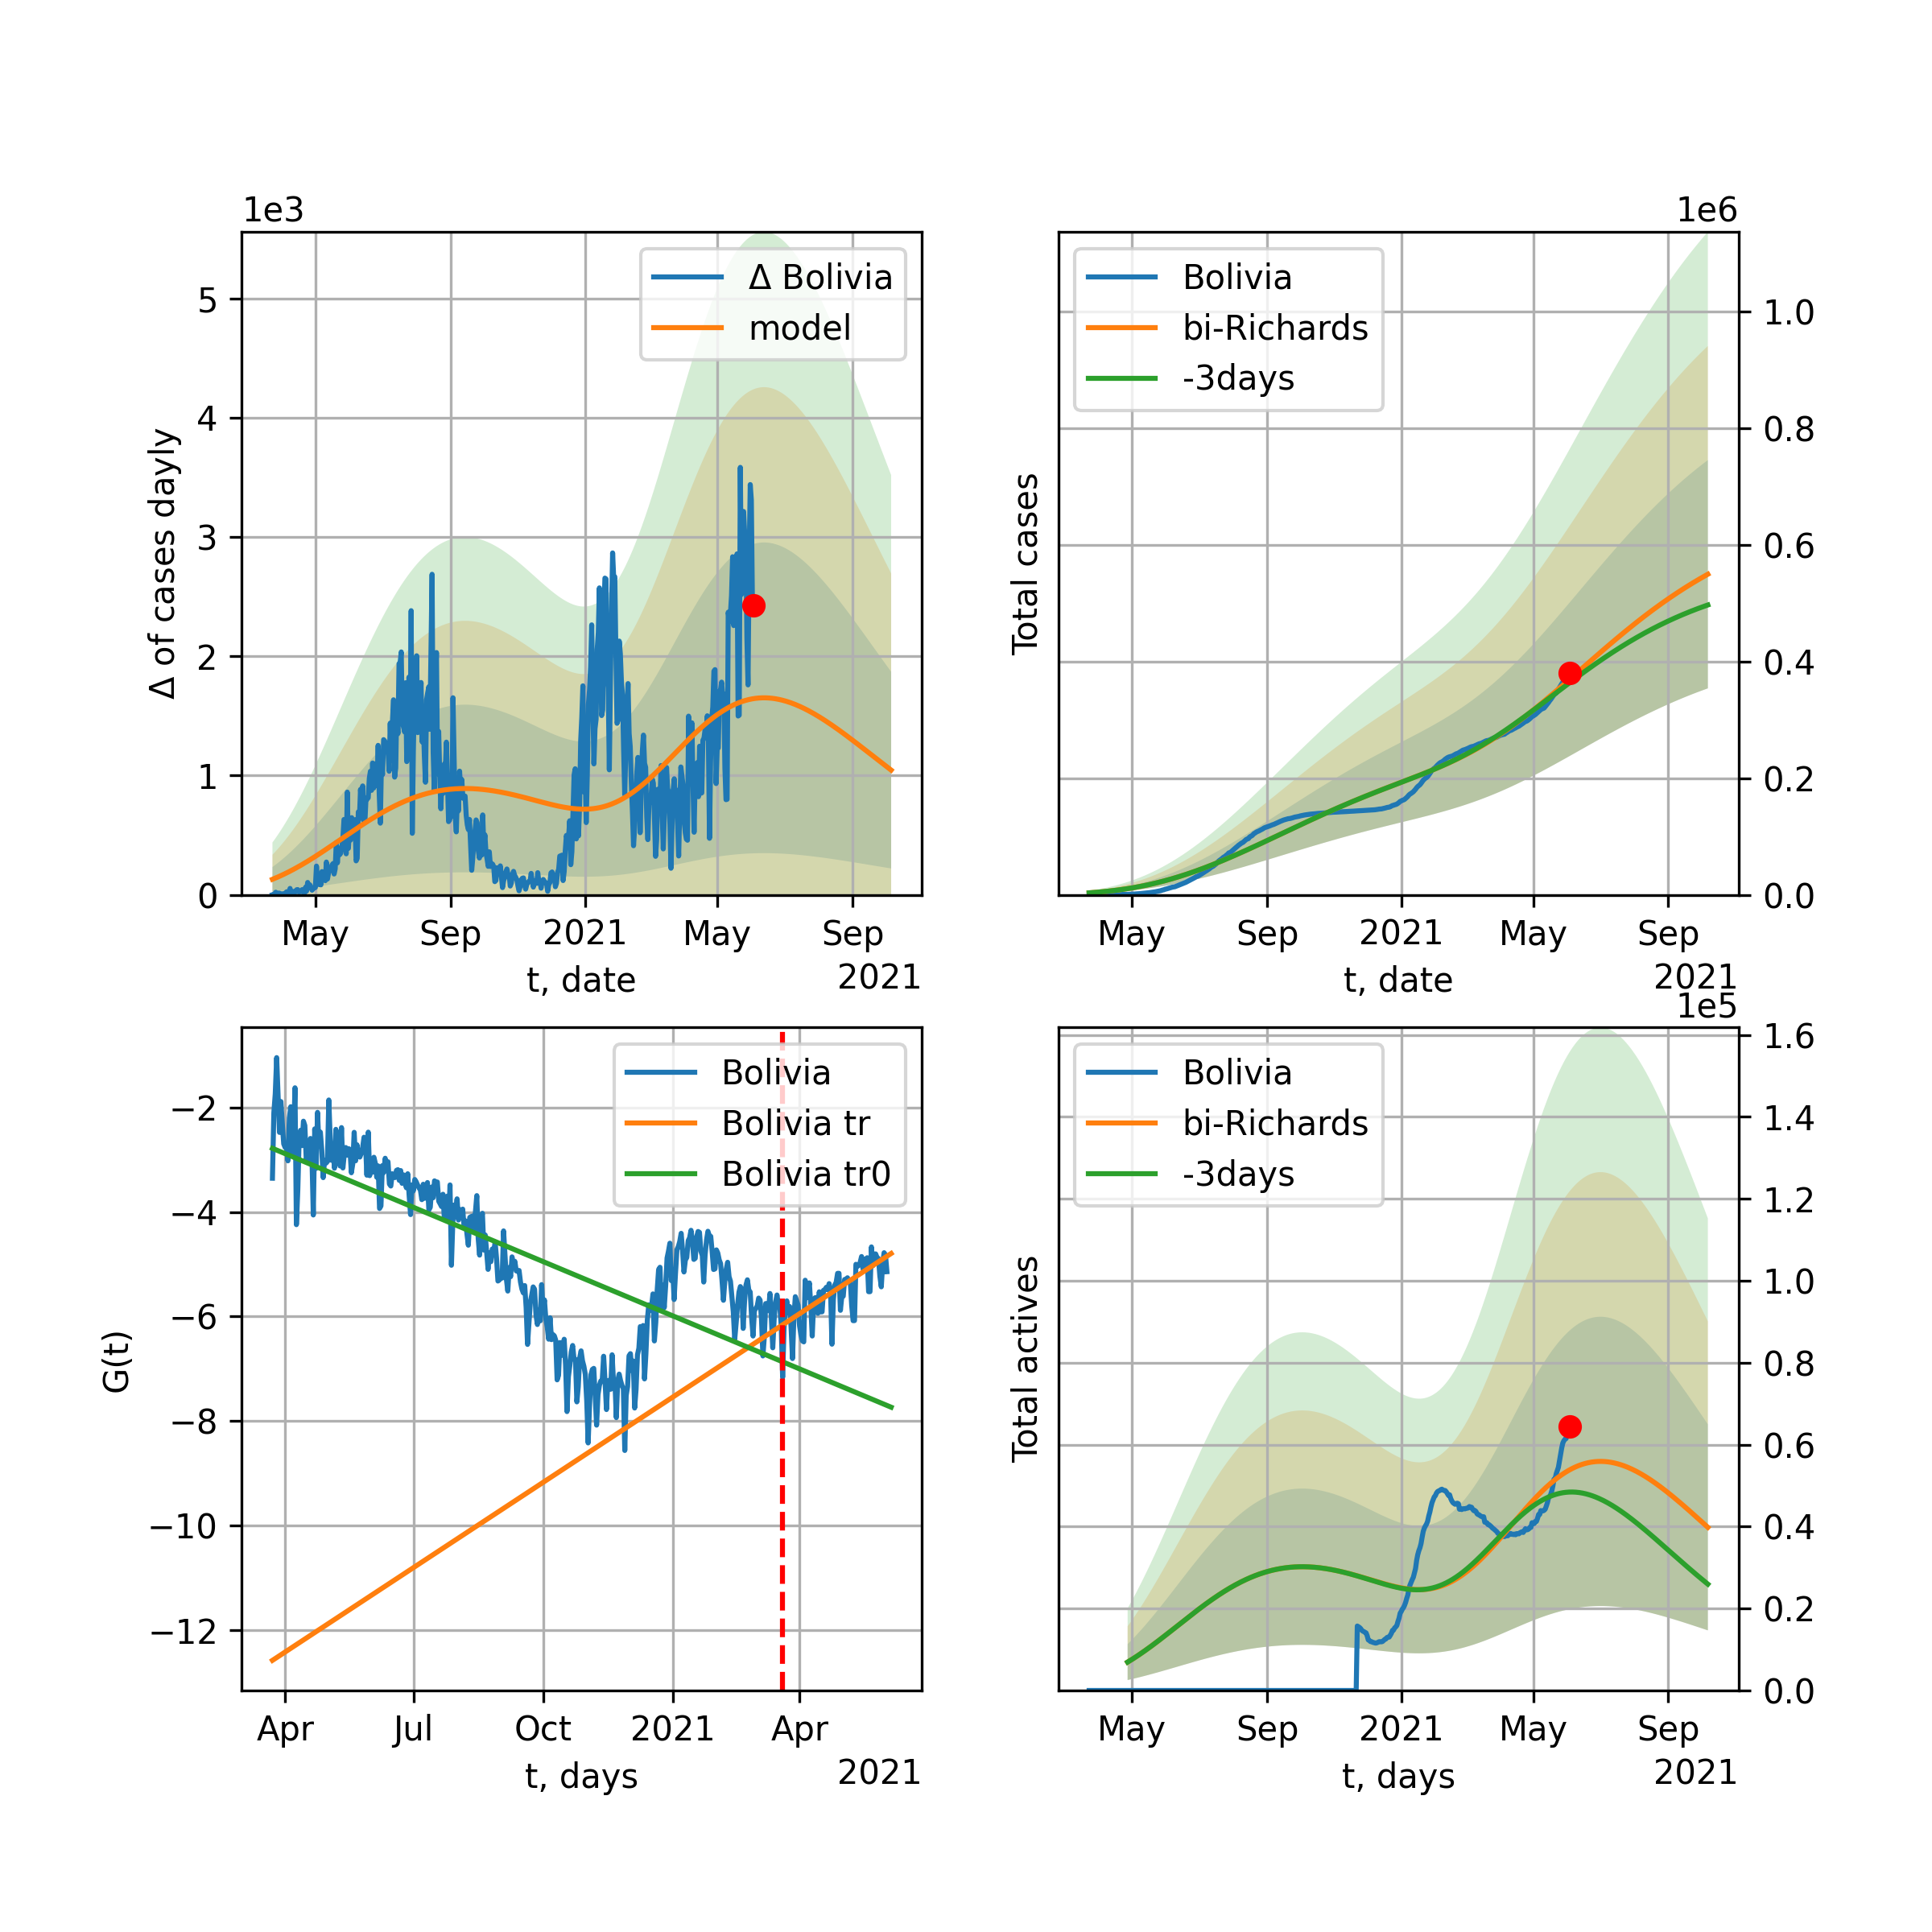 1e3
Δ of cases dayly
5
4
3
2
1
0
Δ Bolivia
model
May Sep 2021 May Sep
t, date
2021
1e6
Total cases
Bolivia
bi-Richards
-3days
1.0
0.8
0.6
0.4
0.2
0.0
May Sep 2021 May Sep
t, date
2021
G(t)
−2
−4
−6
−8
−10
−12
Bolivia
Bolivia tr
Bolivia tr0
Apr Jul Oct 2021 Apr
t, days
2021
1e5
Total actives
Bolivia
bi-Richards
-3days
1.6
1.4
1.2
1.0
0.8
0.6
0.4
0.2
0.0
May Sep 2021 May Sep
t, days
2021